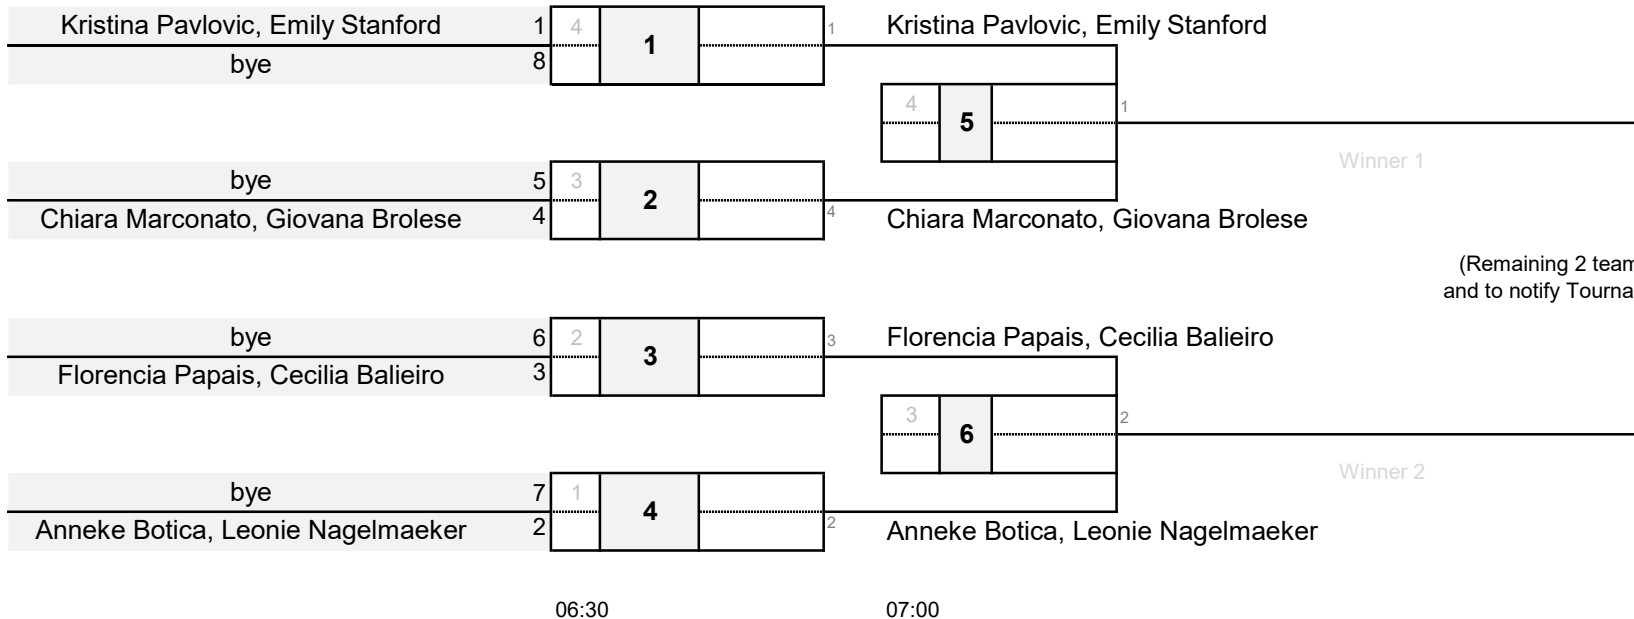 Kristina Pavlovic, Emily Stanford 1 4 1 1 Kristina Pavlovic, Emily Stanford
bye 8
4 5 1
Winner 1
bye 5 3 2
Chiara Marconato, Giovana Brolese 4 4 Chiara Marconato, Giovana Brolese
(Remaining 2 team
and to notify Tourna
bye 6 2 3 3 Florencia Papais, Cecilia Balieiro
Florencia Papais, Cecilia Balieiro 3
3 6 2
Winner 2
bye 7 1 4
Anneke Botica, Leonie Nagelmaeker 2 2 Anneke Botica, Leonie Nagelmaeker
06:30 07:00